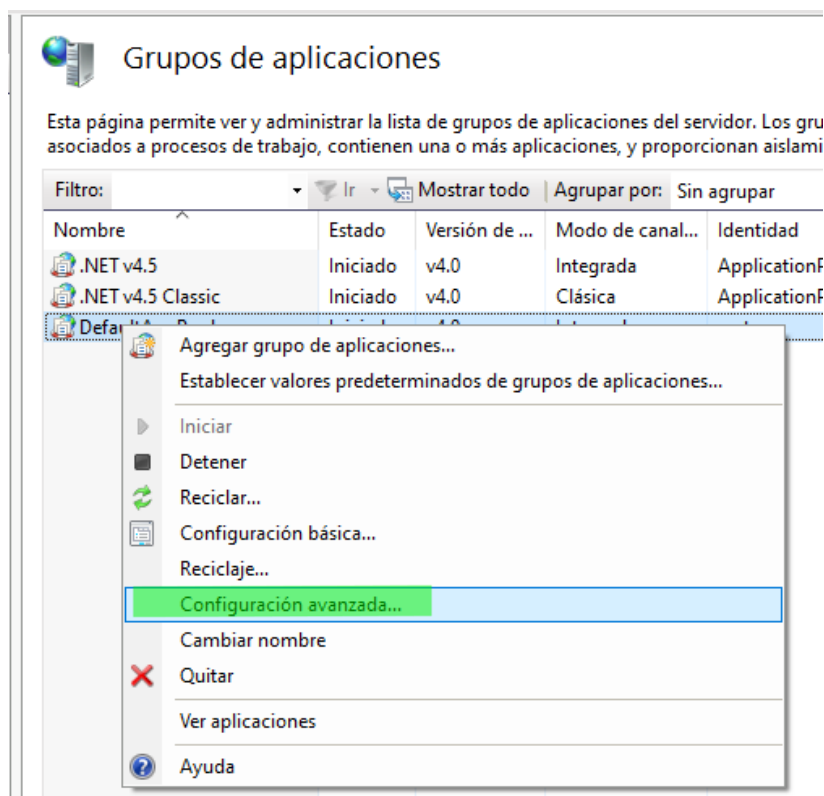 Grupos de aplicaciones
Esta página permite ver y administrar la lista de grupos de aplicaciones del servidor. Los gru
asociados a procesos de trabajo, contienen una o más aplicaciones, y proporcionan aislami
Filtro: Ir Mostrar todo Agrupar por: Sin agrupar
Nombre Estado Versión de ... Modo de canal... Identidad
.NET v4.5 Iniciado v4.0 Integrada ApplicationP
.NET v4.5 Classic Iniciado v4.0 Clásica ApplicationP
Agregar grupo de aplicaciones...
Establecer valores predeterminados de grupos de aplicaciones...
Iniciar
Detener
Reciclar...
Configuración básica...
Reciclaje...
Configuración avanzada...
Cambiar nombre
Quitar
Ver aplicaciones
Ayuda